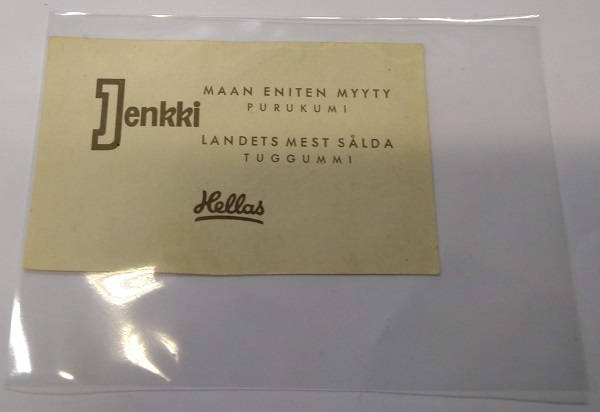 Jenkki
MAAN ENITEN MYYTY
PURUKUMI
LANDETS MEST SÅLDA
TUGGUMMI
Hellas